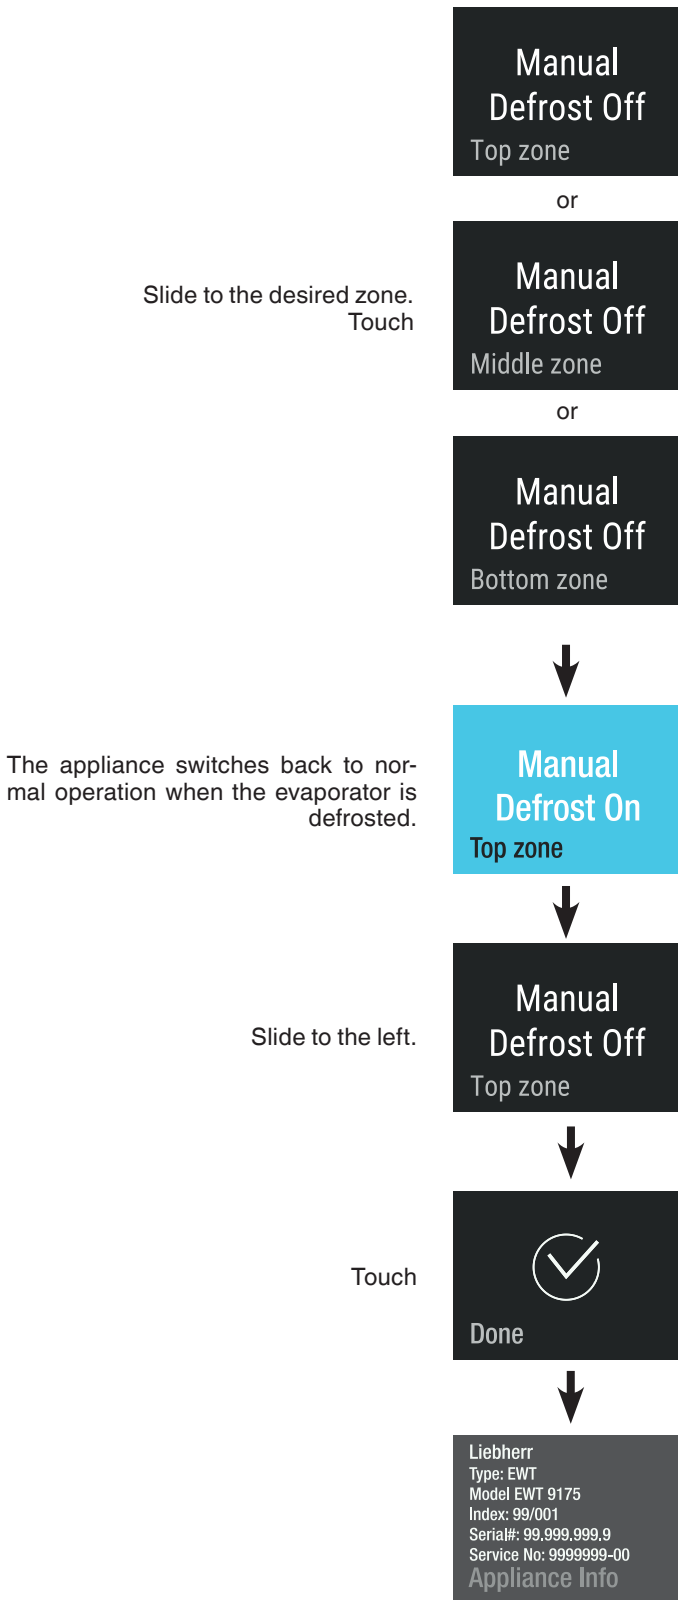 Manual
Defrost Off
Top zone
or
Slide to the desired zone.
Touch
Manual
Defrost Off
Middle zone
or
Manual
Defrost Off
Bottom zone
The appliance switches back to nor-
mal operation when the evaporator is
defrosted.
Manual
Defrost On
Top zone
Slide to the left.
Manual
Defrost Off
Top zone
Touch
Done
Liebherr
Type: EWT
Model EWT 9175
Index: 99/001
Serial#: 99.999.999.9
Service No: 9999999-00
Appliance Info